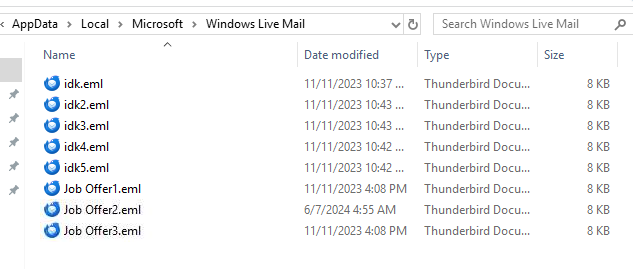 AppData > Local > Microsoft > Windows Live Mail
Search Windows Live Mail
Name Date modified Type Size
idk.eml 11/11/2023 10:37 ... Thunderbird Docu... 8 KB
idk2.eml 11/11/2023 10:43 ... Thunderbird Docu... 8 KB
idk3.eml 11/11/2023 10:43 ... Thunderbird Docu... 8 KB
idk4.eml 11/11/2023 10:42 ... Thunderbird Docu... 8 KB
idk5.eml 11/11/2023 10:42 ... Thunderbird Docu... 8 KB
Job Offer1.eml 11/11/2023 4:08 PM Thunderbird Docu... 8 KB
Job Offer2.eml 6/7/2024 4:55 AM Thunderbird Docu... 8 KB
Job Offer3.eml 11/11/2023 4:08 PM Thunderbird Docu... 8 KB